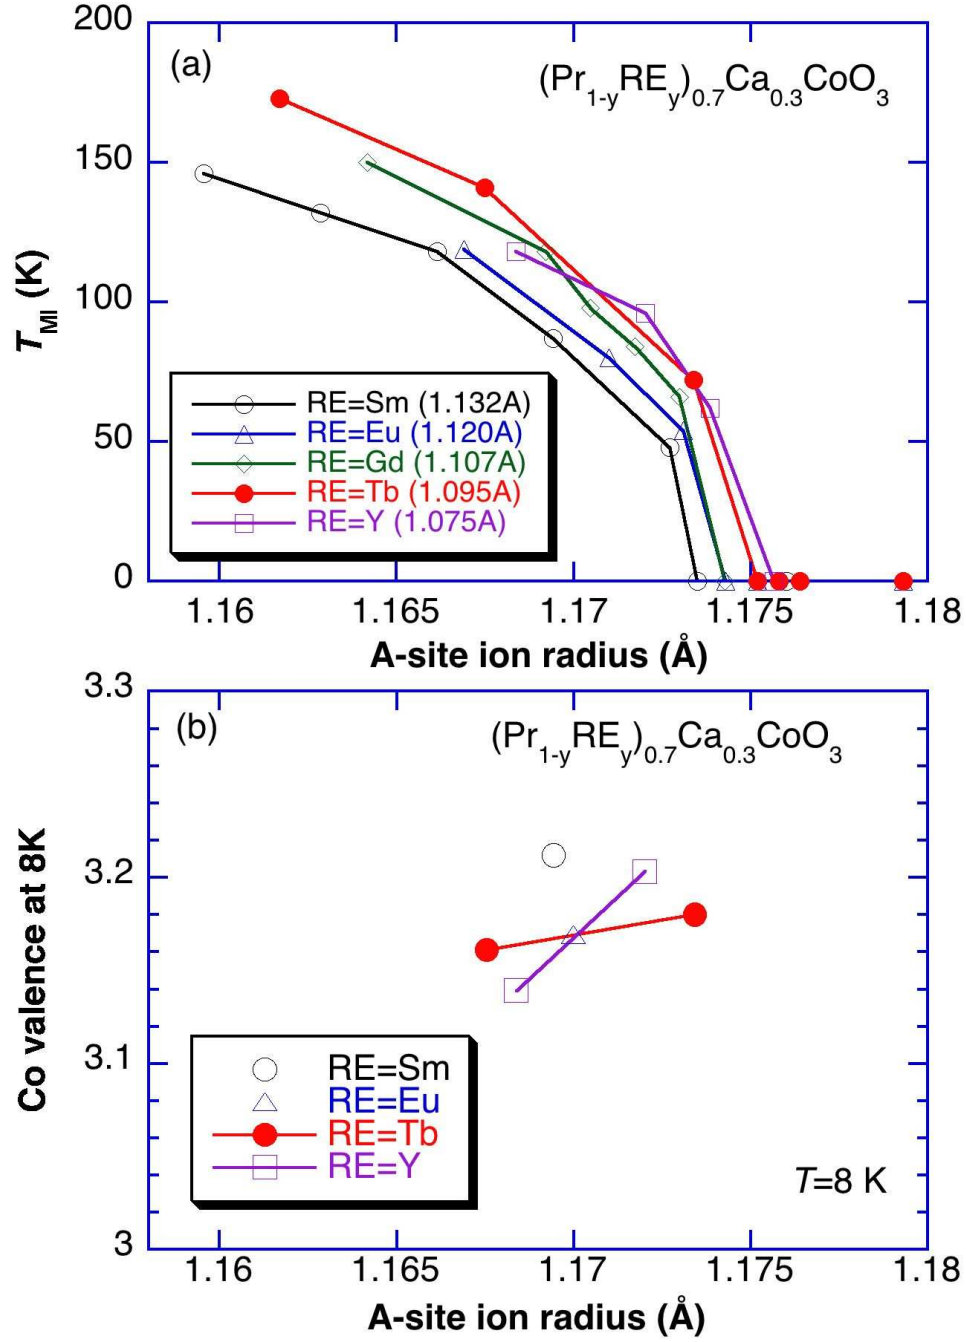 200
(a)
(Pr1-yREy)0.7Ca0.3CoO3
150
100
50
0
TMI (K)
RE=Sm (1.132A)
RE=Eu (1.120A)
RE=Gd (1.107A)
RE=Tb (1.095A)
RE=Y (1.075A)
1.16 1.165 1.17 1.175 1.18
A-site ion radius (Å)
3.3
(b)
(Pr1-yREy)0.7Ca0.3CoO3
3.2
3.1
3
Co valence at 8K
RE=Sm
RE=Eu
RE=Tb
RE=Y
T=8 K
1.16 1.165 1.17 1.175 1.18
A-site ion radius (Å)